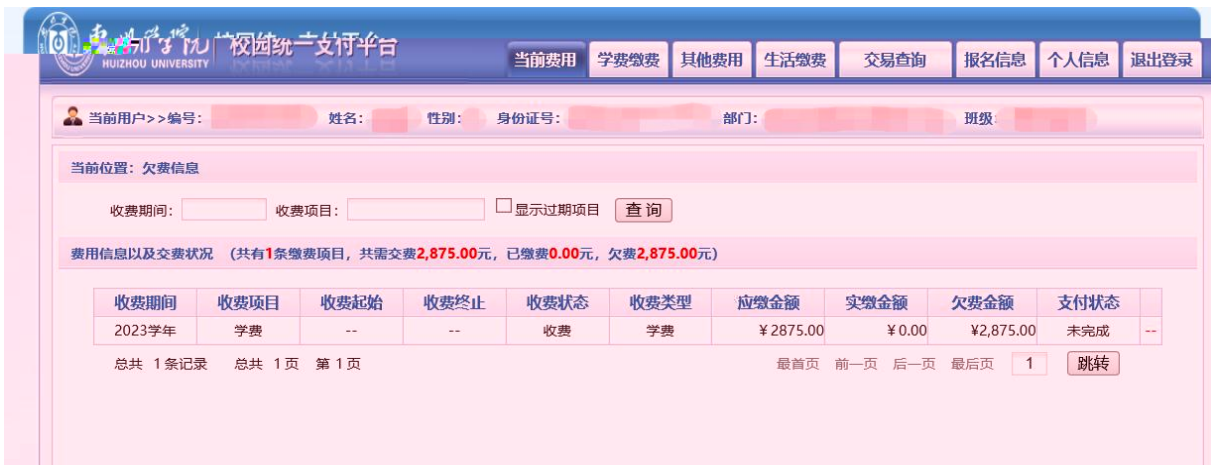 校园统一支付平台
HUIZHOU UNIVERSITY
当前费用 学费缴费 其他费用 生活缴费 交易查询 报名信息 个人信息 退出登录
当前用户>>编号: 姓名: 性别: 身份证号: 部门: 班级:
当前位置: 欠费信息
收费期间: 收费项目: 显示过期项目 查询
费用信息以及交费状况 (共有1条缴费项目, 共需交费2,875.00元, 已缴费0.00元, 欠费2,875.00元)
收费期间 收费项目 收费起始 收费终止 收费状态 收费类型 应缴金额 实缴金额 欠费金额 支付状态
2023学年 学费 -- -- 收费 学费 ¥2875.00 ¥0.00 ¥2,875.00 未完成 --
总共 1条记录 总共 1页 第1页 最首页 前一页 后一页 最后页 1 跳转